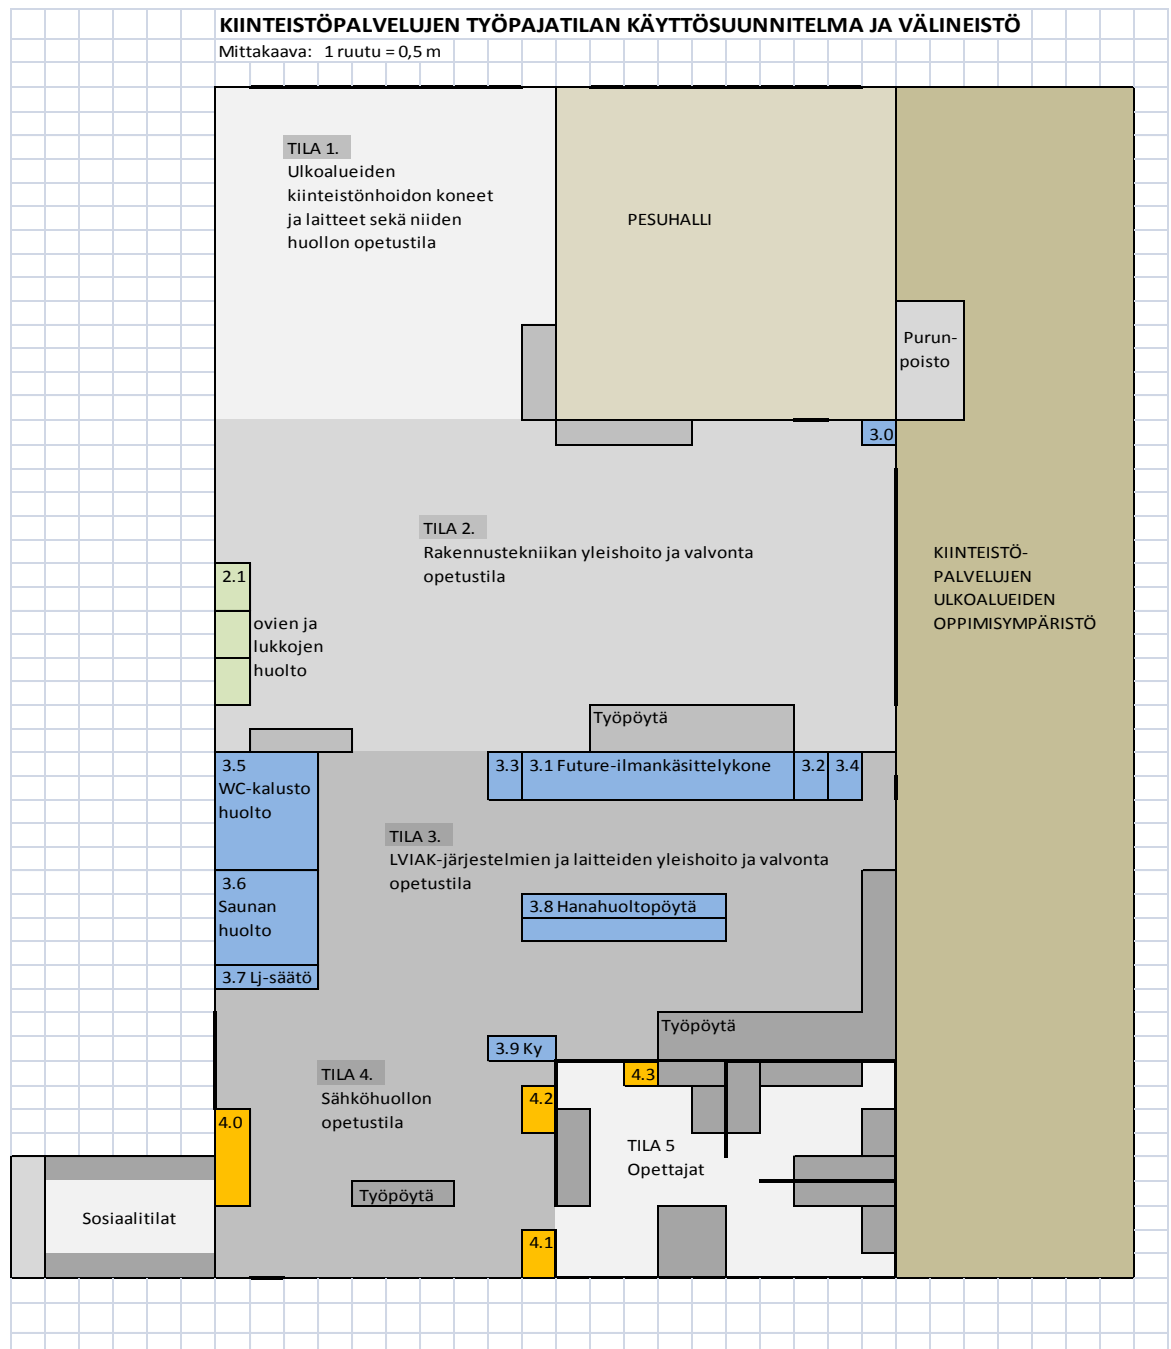 KIINTEISTÖPALVELUJEN TYÖPAJATILAN KÄYTTÖSUUNNITELMA JA VÄLINEISTÖ
Mittakaava: 1 ruutu = 0,5 m
TILA 1.
Ulkoalueiden
kiinteistönhoidon koneet
ja laitteet sekä niiden
huollon opetustila
PESUHALLI
Purun-
poisto
3.0
TILA 2.
Rakennustekniikan yleishoito ja valvonta
opetustila
KIINTEISTÖ-
PALVELUJEN
ULKOALUEIDEN
OPPIMISYMPÄRISTÖ
2.1
ovien ja
lukkojen
huolto
Työpöytä
3.5
WC-kalusto
huolto
3.3
3.1 Future-ilmankäsittelykone
3.2
3.4
TILA 3.
LVIAK-järjestelmien ja laitteiden yleishoito ja valvonta
opetustila
3.6
Saunan
huolto
3.8 Hanahuoltopöytä
3.7 Lj-säätö
Työpöytä
3.9 Ky
TILA 4.
Sähköhuollon
opetustila
4.3
4.2
4.0
TILA 5
Opettajat
Työpöytä
Sosiaalitilat
4.1